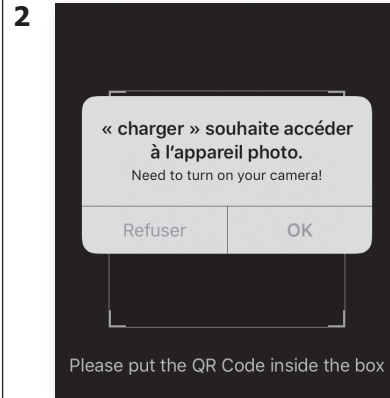 2
« charger » souhaite accéder
à l'appareil photo.
Need to turn on your camera!
Refuser
OK
Please put the QR Code inside the box